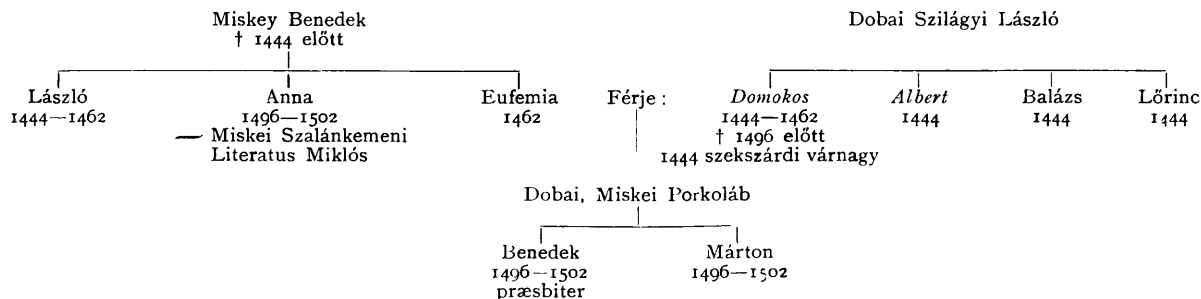 Miskey Benedek Dobai Szilágyi László
† 1444 előtt
László Anna Eufemia Férje : Domokos Albert Balázs Lőrinc
1444—1462 1496—1502 1462 1444—1462 1444 1444 1444
— Miskei Szalánkemeni † 1496 előtt
Literatus Miklós 1444 szekszárdi várnagy
Dobai, Miskei Porkoláb
Benedek Márton
1496—1502 1496—1502
præsbiter